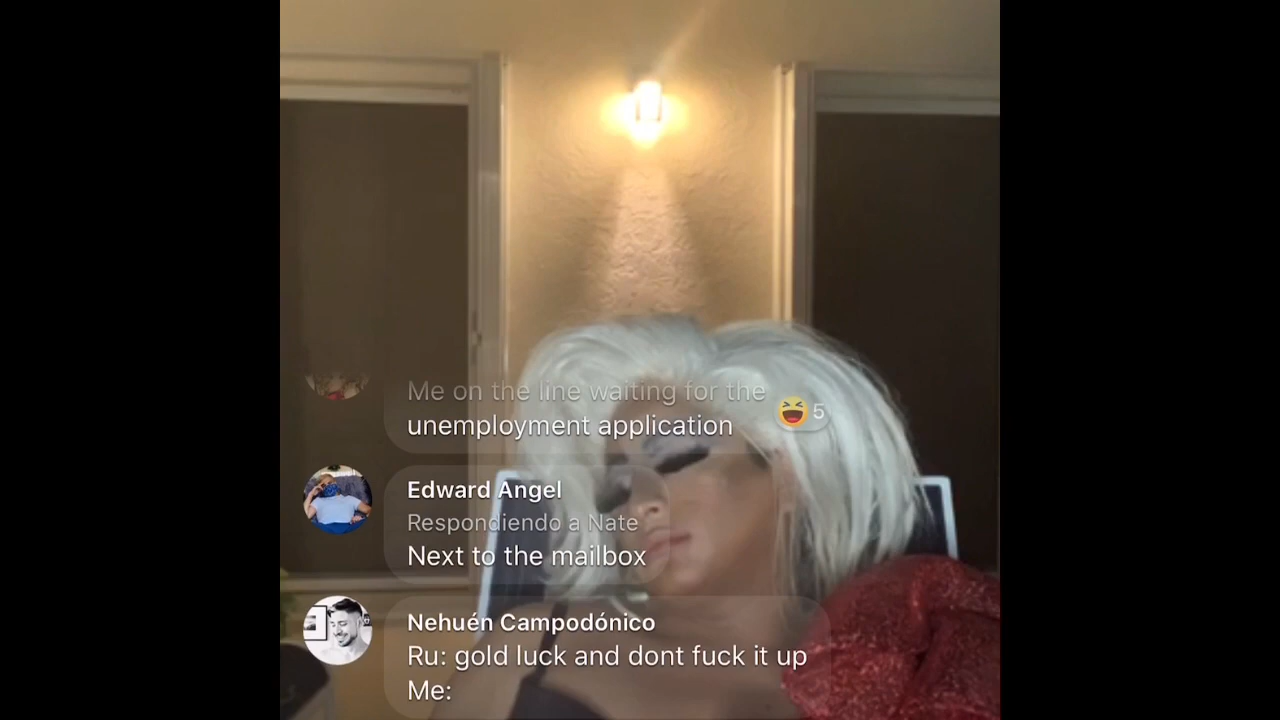 Me on the line waiting for the
unemployment application
5
Edward Angel
Respondiendo a Nate
Next to the mailbox
Nehuén Campodónico
Ru: gold luck and dont fuck it up
Me: